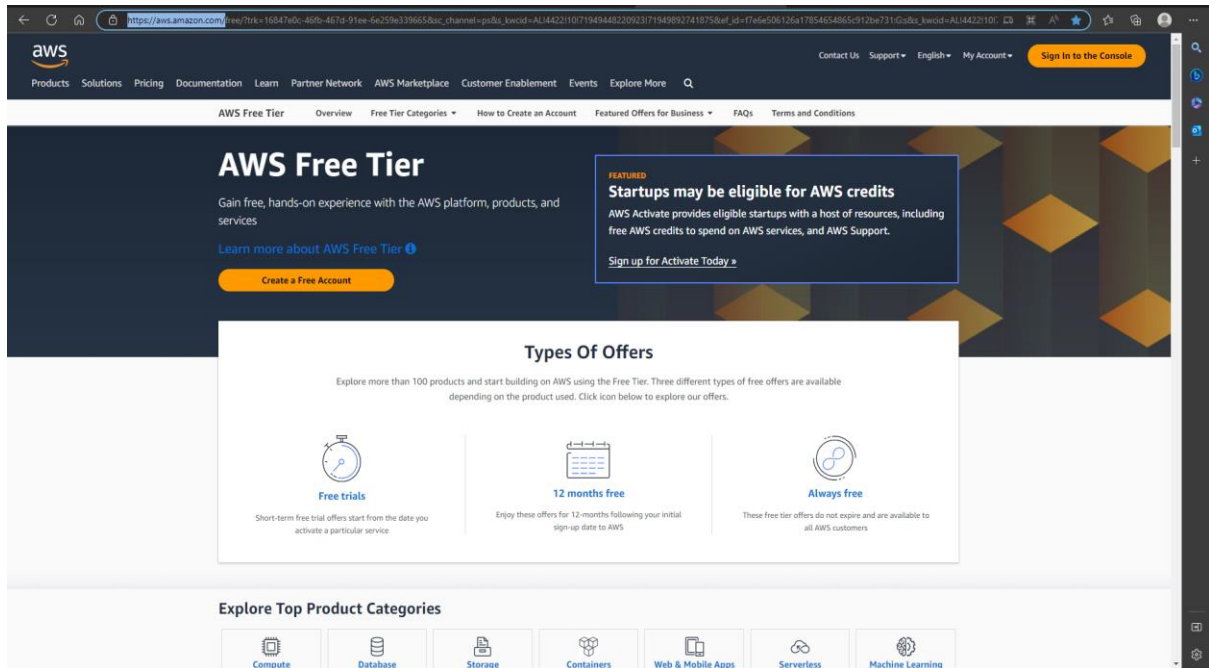 https://aws.amazon.com/free/?trk=16847e0c-46fb-467d-91ee-6e259e339665&sc_channel=ps&s_kwcid=AL!4422!10!71949448220923!71949892741875&ef_id=f7e6e506126a17854654865c912be731:G:s&s_kwcid=AL!4422!10!
aws
Contact Us Support English My Account Sign In to the Console
Products Solutions Pricing Documentation Learn Partner Network AWS Marketplace Customer Enablement Events Explore More
AWS Free Tier Overview Free Tier Categories How to Create an Account Featured Offers for Business FAQs Terms and Conditions
AWS Free Tier
Gain free, hands-on experience with the AWS platform, products, and
services
Learn more about AWS Free Tier
Create a Free Account
FEATURED
Startups may be eligible for AWS credits
AWS Activate provides eligible startups with a host of resources, including
free AWS credits to spend on AWS services, and AWS Support.
Sign up for Activate Today »
Types Of Offers
Explore more than 100 products and start building on AWS using the Free Tier. Three different types of free offers are available
depending on the product used. Click icon below to explore our offers.
Free trials
Short-term free trial offers start from the date you
activate a particular service
12 months free
Enjoy these offers for 12-months following your initial
sign-up date to AWS
Always free
These free tier offers do not expire and are available to
all AWS customers
Explore Top Product Categories
Compute Database Storage Containers Web & Mobile Apps Serverless Machine Learning